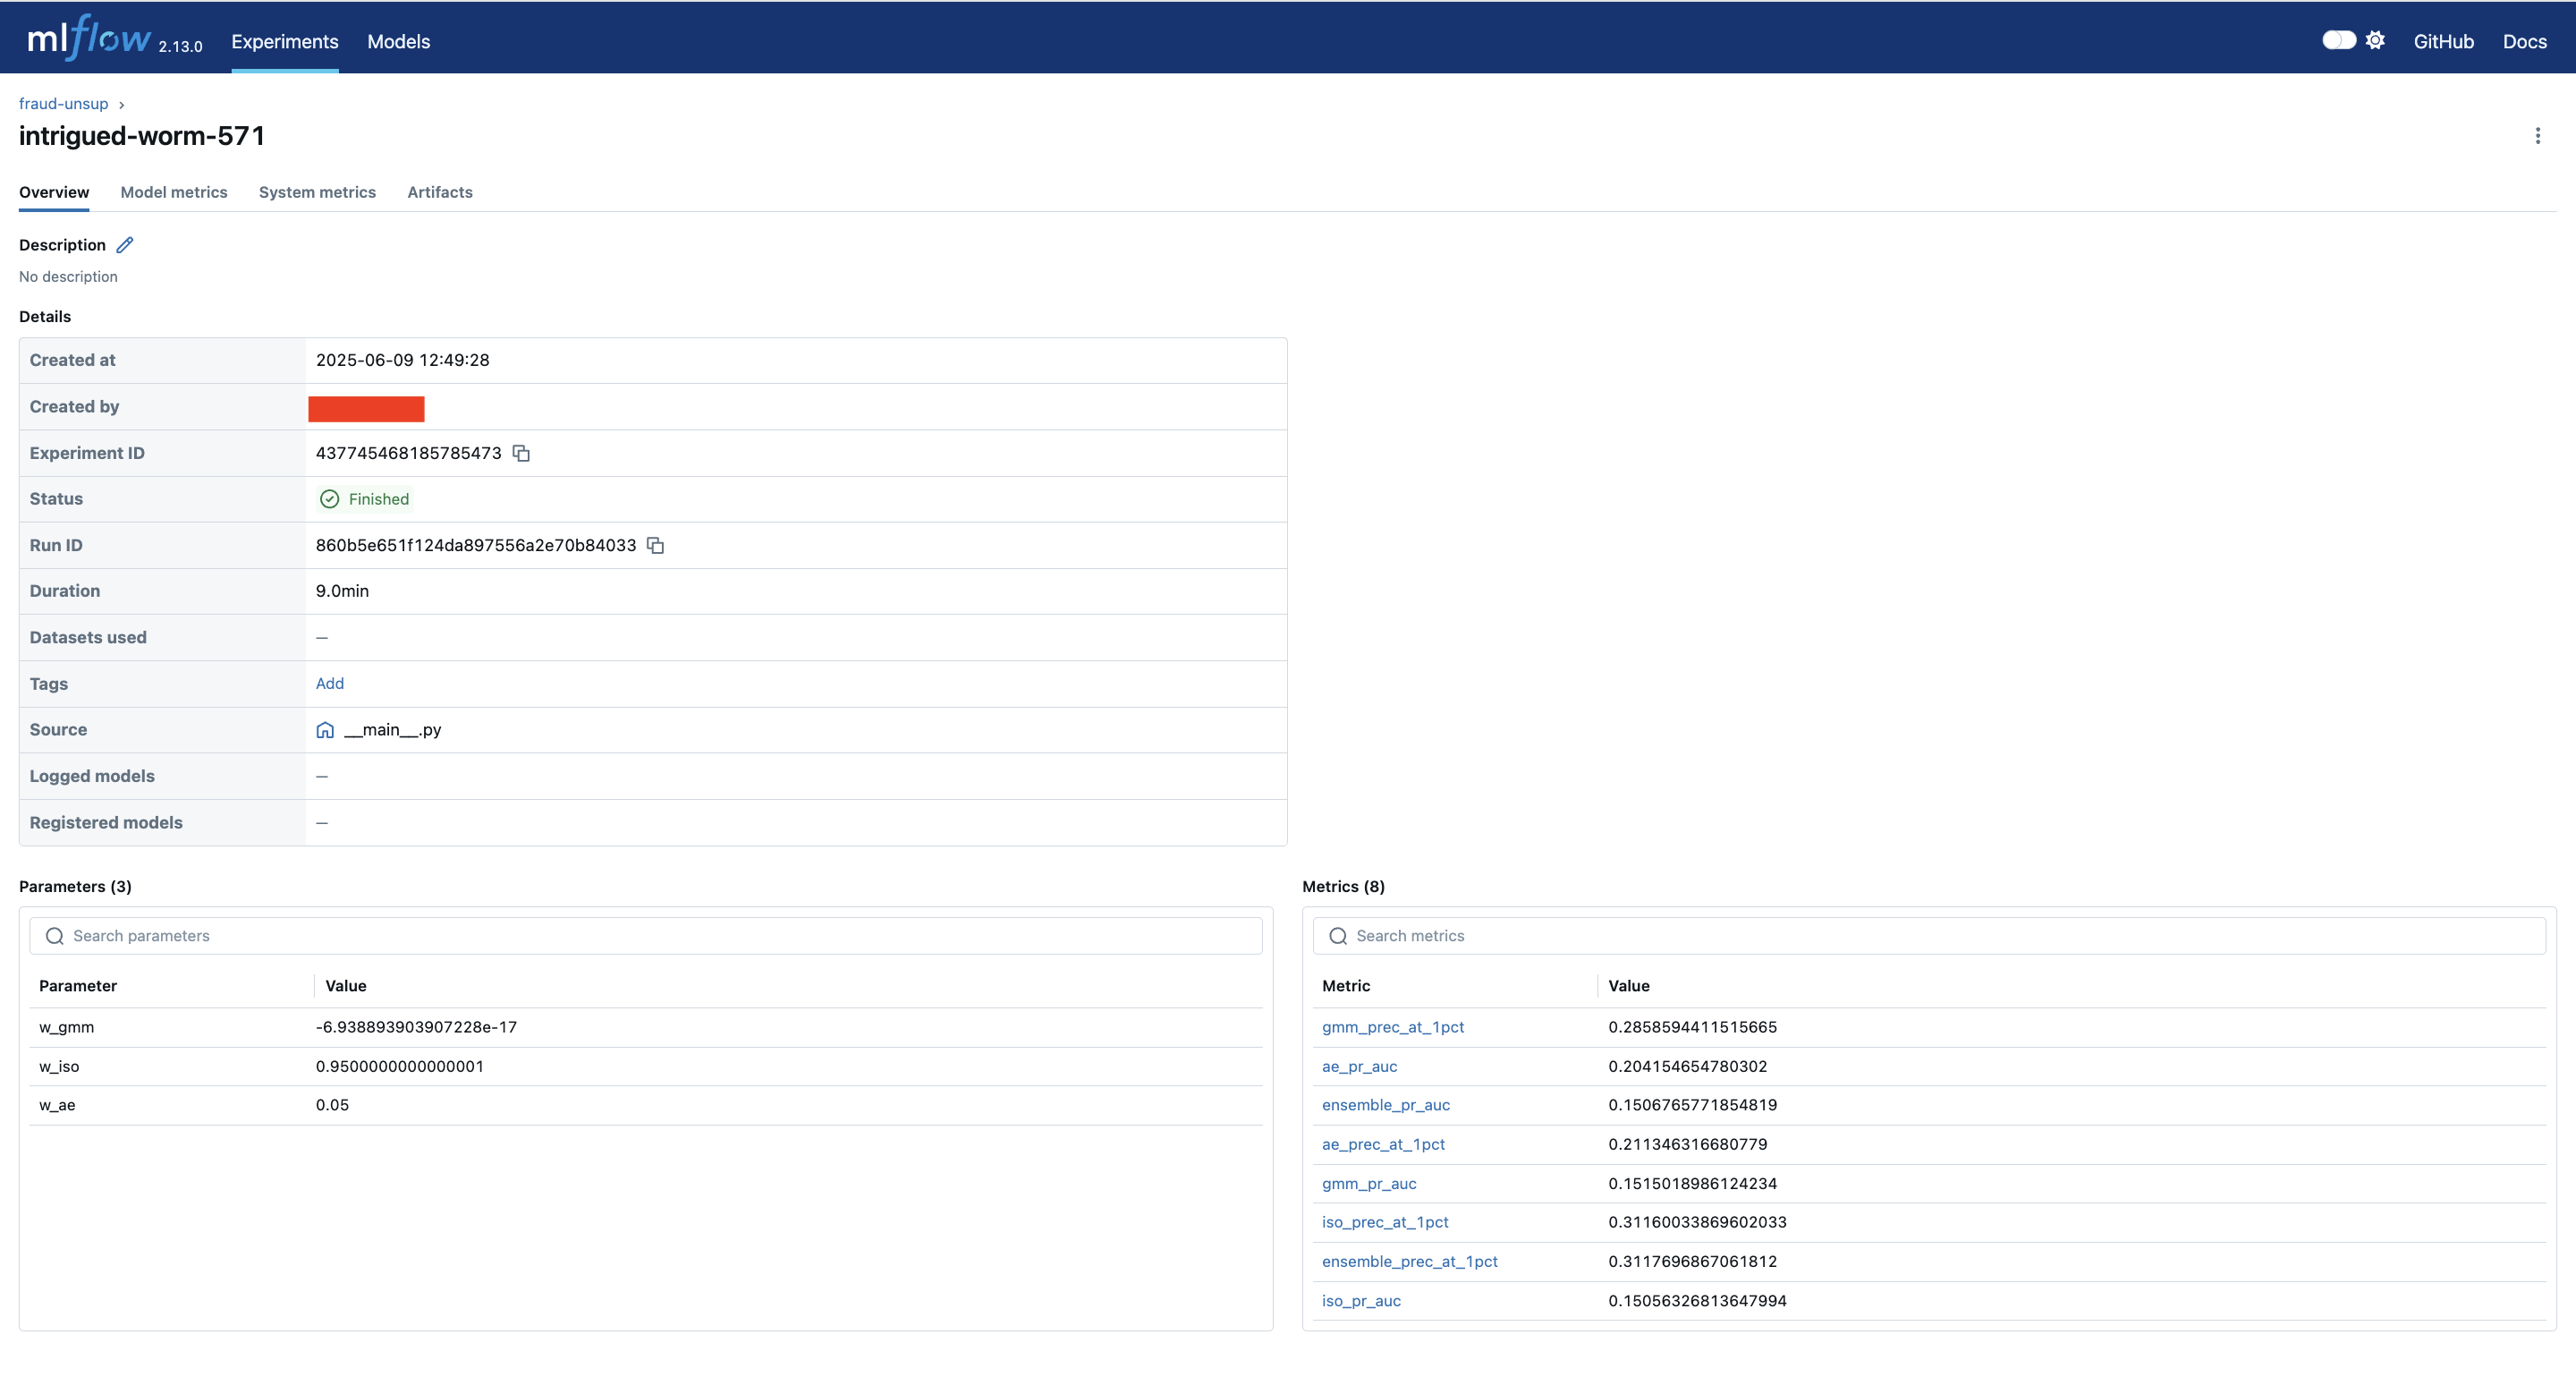 mlflow 2.13.0 Experiments Models GitHub Docs
fraud-unsup
intrigued-worm-571
Overview Model metrics System metrics Artifacts
Description
No description
Details
Created at 2025-06-09 12:49:28
Created by
Experiment ID 437745468185785473
Status Finished
Run ID 860b5e651f124da897556a2e70b84033
Duration 9.0min
Datasets used —
Tags Add
Source __main__.py
Logged models —
Registered models —
Parameters (3)
Search parameters
Parameter Value
w_gmm -6.938893903907228e-17
w_iso 0.9500000000000001
w_ae 0.05
Metrics (8)
Search metrics
Metric Value
gmm_prec_at_1pct 0.2858594411515665
ae_pr_auc 0.204154654780302
ensemble_pr_auc 0.1506765771854819
ae_prec_at_1pct 0.211346316680779
gmm_pr_auc 0.1515018986124234
iso_prec_at_1pct 0.31160033869602033
ensemble_prec_at_1pct 0.3117696867061812
iso_pr_auc 0.15056326813647994